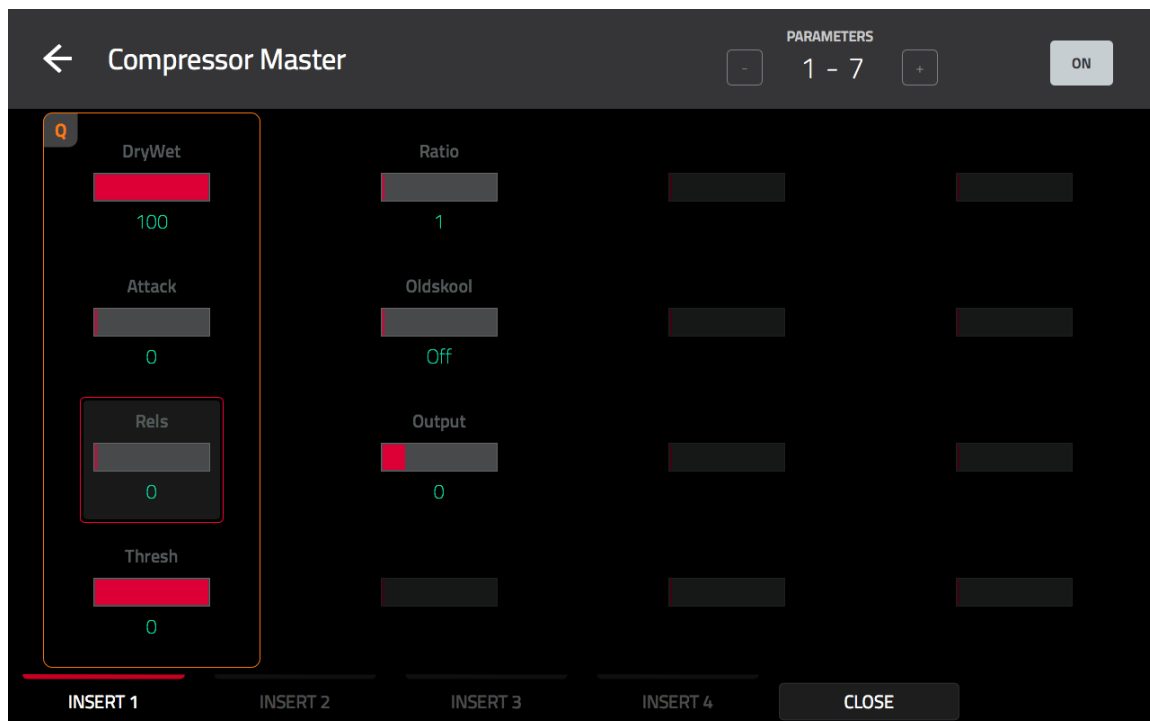 Compressor Master
PARAMETERS
- 1 - 7 +
ON
Q
DryWet
100
Ratio
1
Attack
0
Oldskool
Off
Rels
0
Output
0
Thresh
0
INSERT 1
INSERT 2
INSERT 3
INSERT 4
CLOSE